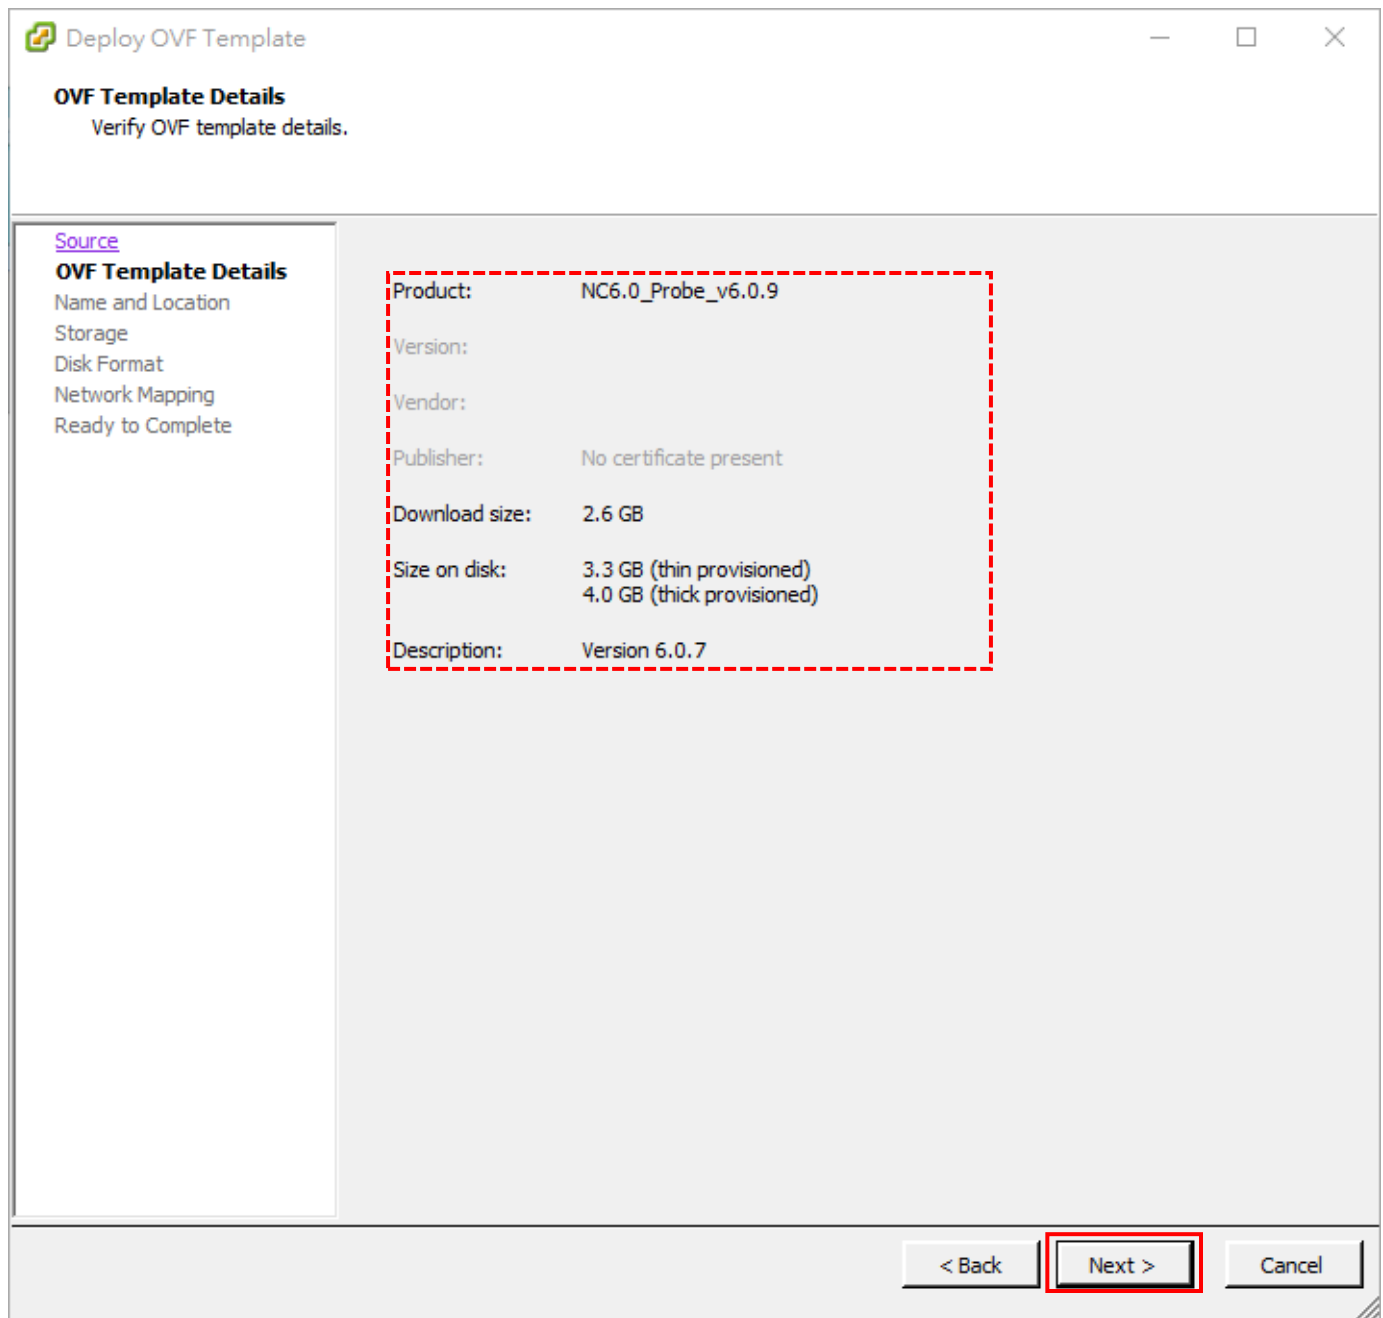 Deploy OVF Template
OVF Template Details
Verify OVF template details.
Source
OVF Template Details
Name and Location
Storage
Disk Format
Network Mapping
Ready to Complete
Product: NC6.0_Probe_v6.0.9
Version:
Vendor:
Publisher: No certificate present
Download size: 2.6 GB
Size on disk: 3.3 GB (thin provisioned)
4.0 GB (thick provisioned)
Description: Version 6.0.7
< Back Next > Cancel